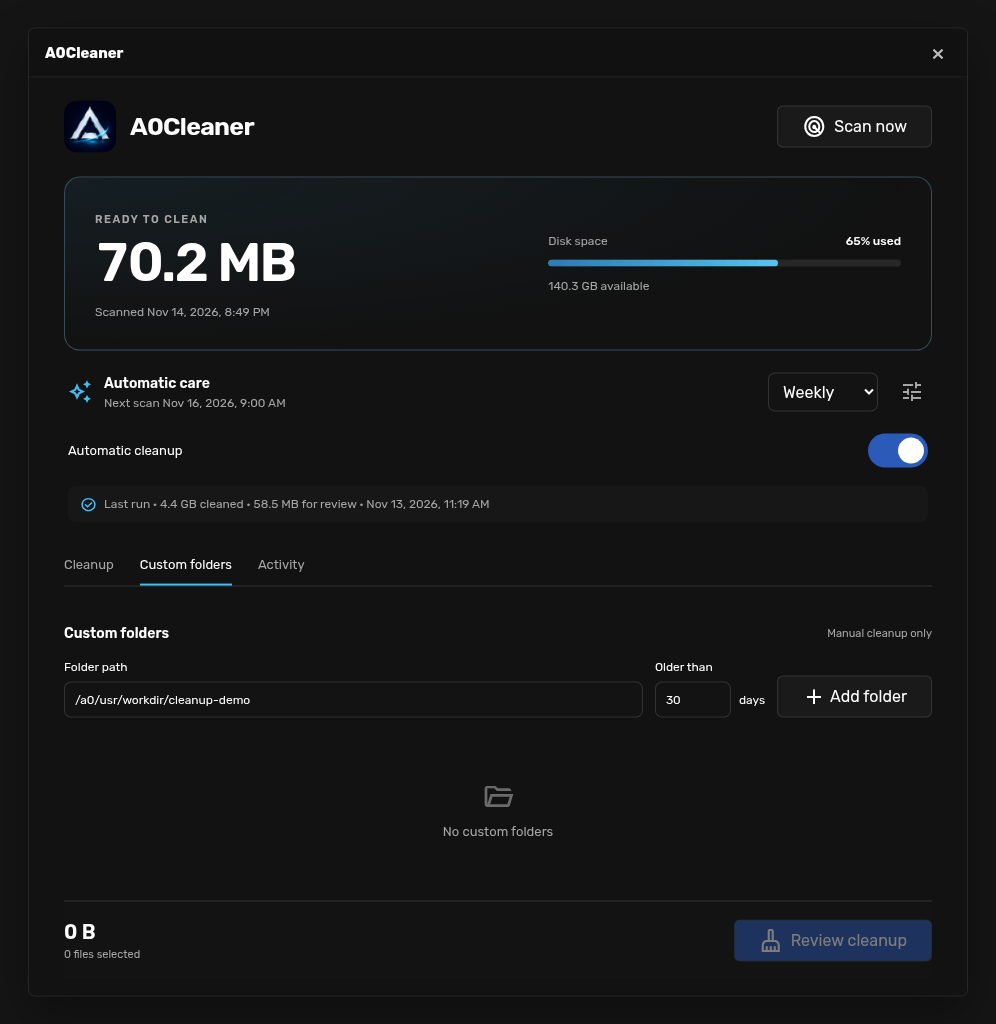 A0Cleaner
A0Cleaner
Scan now
READY TO CLEAN
70.2 MB
Scanned Nov 14, 2026, 8:49 PM
Disk space
65% used
140.3 GB available
Automatic care
Next scan Nov 16, 2026, 9:00 AM
Weekly
Automatic cleanup
Last run • 4.4 GB cleaned • 58.5 MB for review • Nov 13, 2026, 11:19 AM
Cleanup
Custom folders
Activity
Custom folders
Manual cleanup only
Folder path
Older than
/a0/usr/workdir/cleanup-demo
30
days
Add folder
No custom folders
0 B
0 files selected
Review cleanup